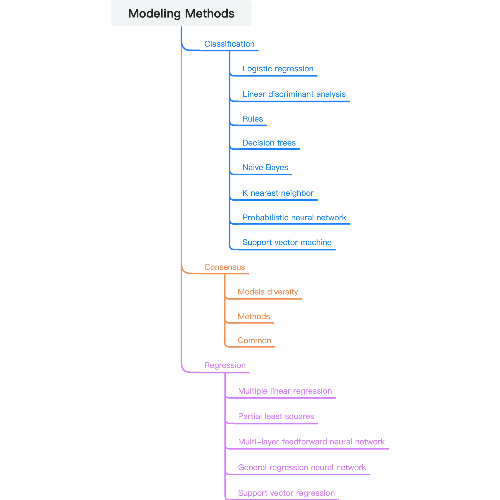 Modeling Methods
Classification
Logistic regression
Linear discriminant analysis
Rules
Decision trees
Naive Bayes
K nearest neighbor
Probabilistic neural network
Support vector machine
Consensus
Models diversity
Methods
Common
Regression
Multiple linear regression
Partial least squares
Multi-layer feedforward neural network
General regression neural network
Support vector regression